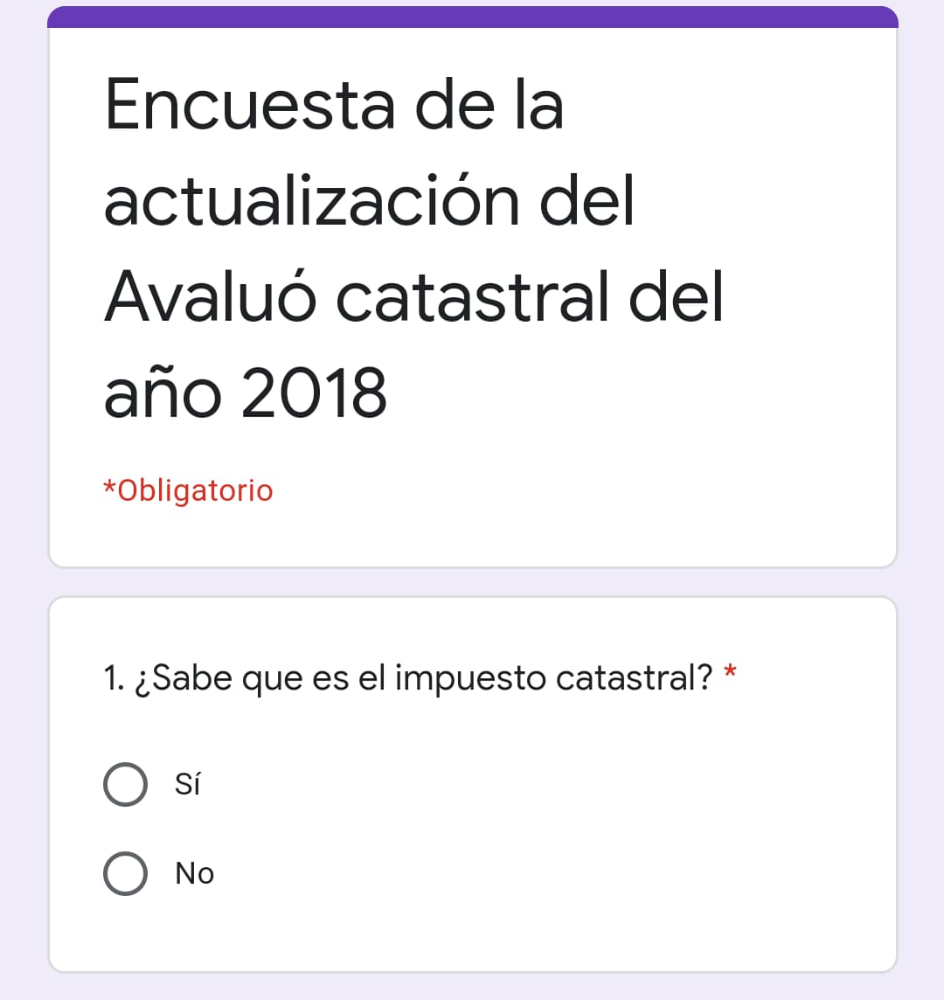 Encuesta de la
actualización del
Avaluó catastral del
año 2018
*Obligatorio
1. ¿Sabe que es el impuesto catastral? *
Sí
No